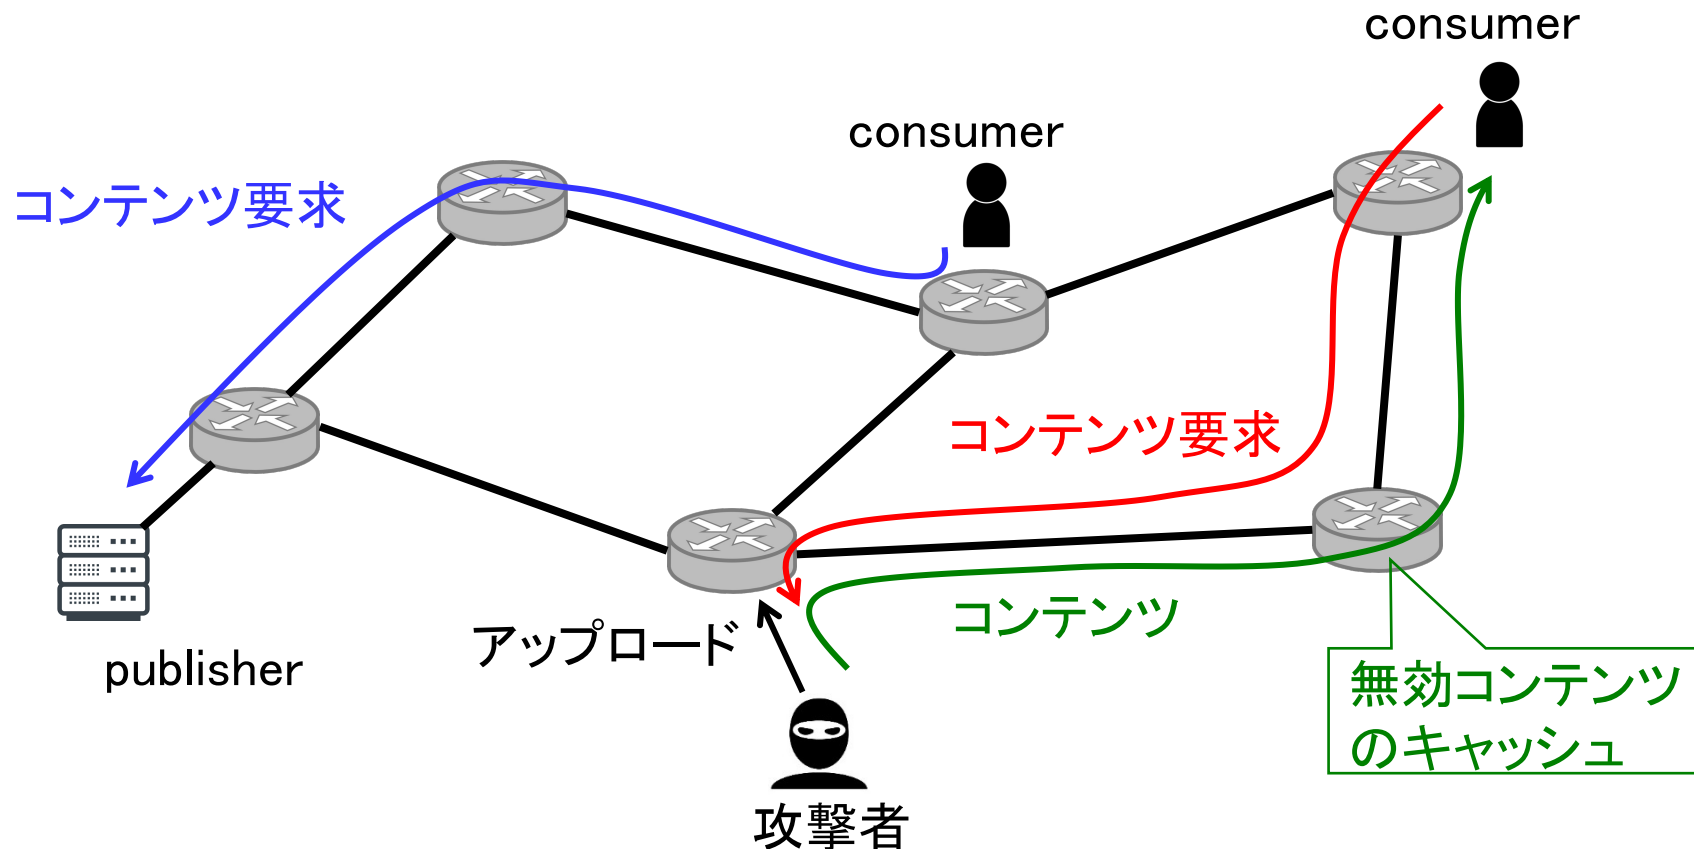 consumer
consumer
コンテンツ要求
コンテンツ要求
コンテンツ
アップロード
publisher
無効コンテンツ
のキャッシュ
攻撃者